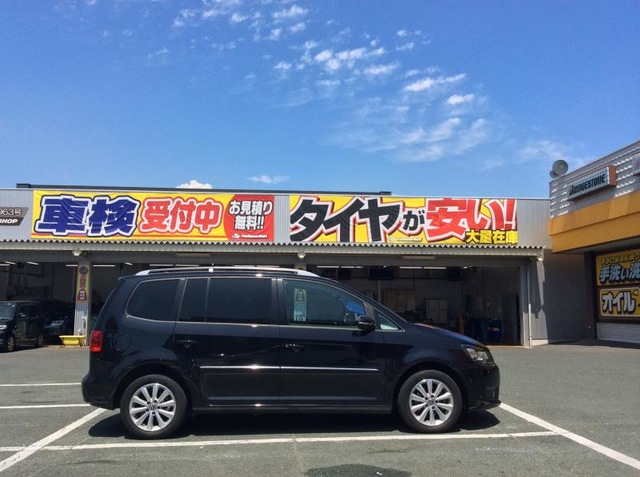 車検
受付中
お見積り
無料!!
タイヤが安い!!
大量在庫
BRIDGESTONE
SHOP
手洗い洗
オイル